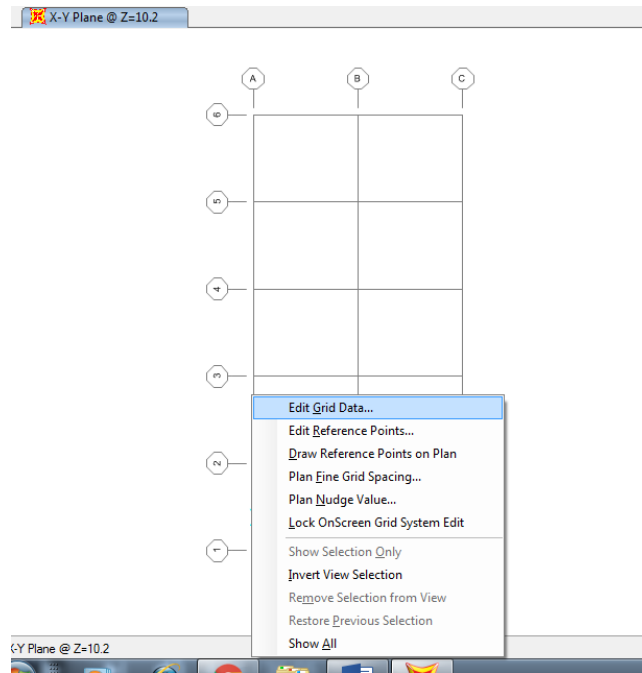 X-Y Plane @ Z=10.2
A B C
6
5
4
3
2
1
Edit Grid Data...
Edit Reference Points...
Draw Reference Points on Plan
Plan Fine Grid Spacing...
Plan Nudge Value...
Lock OnScreen Grid System Edit
Show Selection Only
Invert View Selection
Remove Selection from View
Restore Previous Selection
Show All
X-Y Plane @ Z=10.2